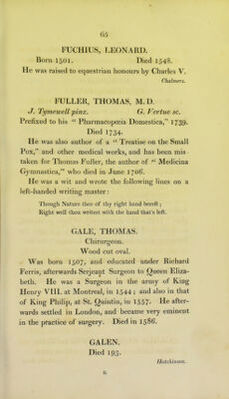 65
FUCHIUS, LEONARD.
Born 1501. Died 1548.
He was raised to equestrian honours by Charles V.
Chalmers.
FULLER, THOMAS, M. D.
J. Tymewell pinx. G. Vertue sc.
Prefixed to his “ Pharmacopœia Domestica,” 1739.
Died 1734.
He was also author of a “ Treatise on the Small
Pox,” and other medical works, and has been mis
taken for Thomas Fuller, the author of “ Medicina
Gymnastica,” who died in June 1706.
He was a wit and wrote the following lines on a
left-handed writing master:
Though Nature thee of thy right hand bereft ;
Right well thou writest with the hand that's left.
GALE, THOMAS.
Chirurgeon.
Wood cut oval.
Was born 1507, and educated under Richard
Ferris, afterwards Serjeant Surgeon to Queen Eliza-
beth. He was a Surgeon in the army of King
Henry VIII. at Montreal, in 1544 ; and also in that
of King Philip, at St. Quintin, in 1557. He after-
wards settled in London, and became very eminent
in the practice of surgery. Died in 1586.
GALEN.
Died 193.
Hutchinson.